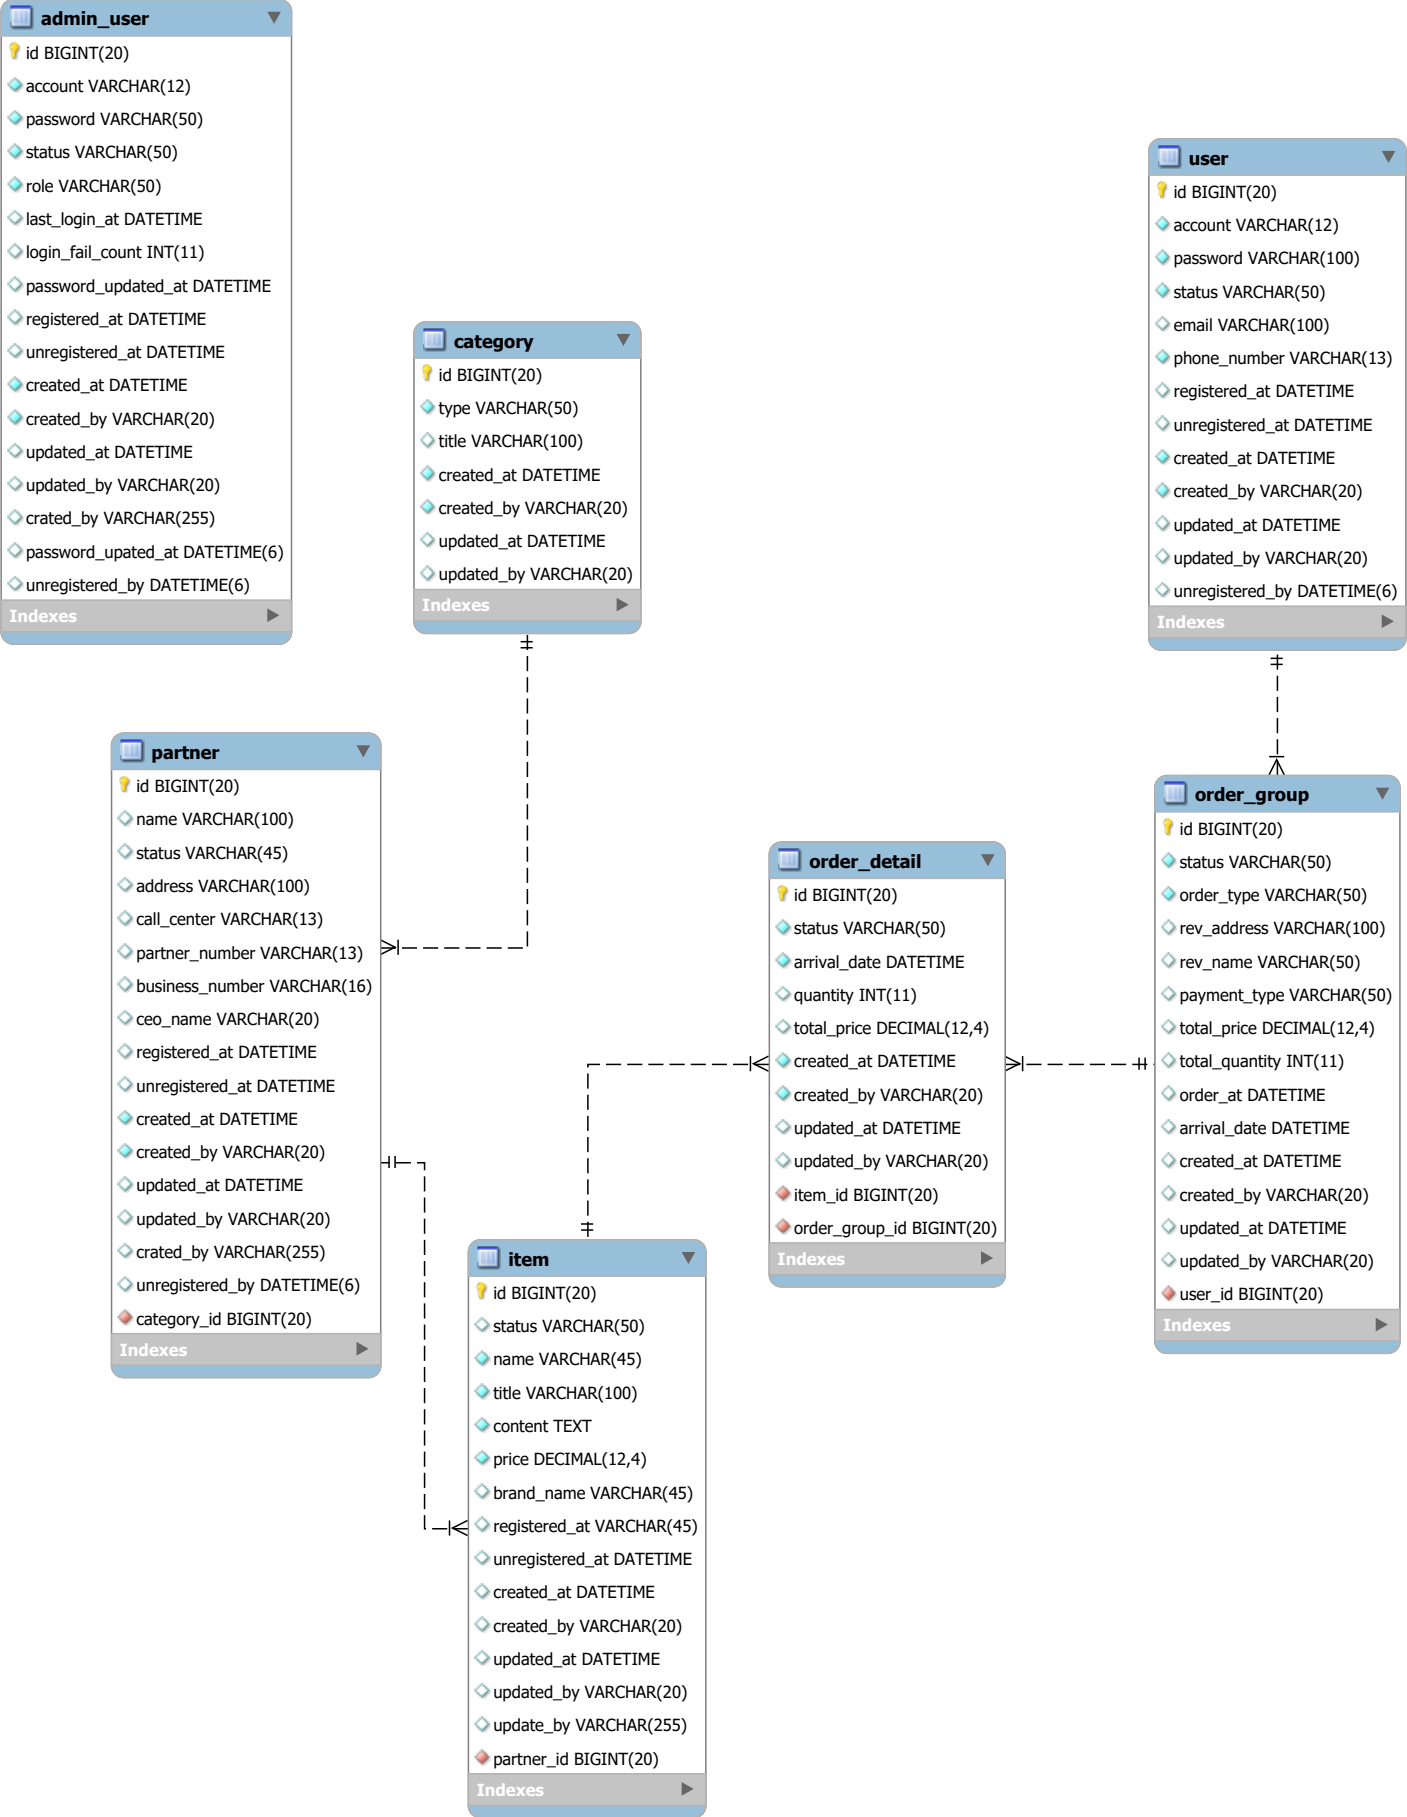 admin_user
id BIGINT(20)
account VARCHAR(12)
password VARCHAR(50)
status VARCHAR(50)
role VARCHAR(50)
last_login_at DATETIME
login_fail_count INT(11)
password_updated_at DATETIME
registered_at DATETIME
unregistered_at DATETIME
created_at DATETIME
created_by VARCHAR(20)
updated_at DATETIME
updated_by VARCHAR(20)
crated_by VARCHAR(255)
password_upated_at DATETIME(6)
unregistered_by DATETIME(6)
Indexes
user
id BIGINT(20)
account VARCHAR(12)
password VARCHAR(100)
status VARCHAR(50)
email VARCHAR(100)
phone_number VARCHAR(13)
registered_at DATETIME
unregistered_at DATETIME
created_at DATETIME
created_by VARCHAR(20)
updated_at DATETIME
updated_by VARCHAR(20)
unregistered_by DATETIME(6)
Indexes
category
id BIGINT(20)
type VARCHAR(50)
title VARCHAR(100)
created_at DATETIME
created_by VARCHAR(20)
updated_at DATETIME
updated_by VARCHAR(20)
Indexes
partner
id BIGINT(20)
name VARCHAR(100)
status VARCHAR(45)
address VARCHAR(100)
call_center VARCHAR(13)
partner_number VARCHAR(13)
business_number VARCHAR(16)
ceo_name VARCHAR(20)
registered_at DATETIME
unregistered_at DATETIME
created_at DATETIME
created_by VARCHAR(20)
updated_at DATETIME
updated_by VARCHAR(20)
crated_by VARCHAR(255)
unregistered_by DATETIME(6)
category_id BIGINT(20)
Indexes
order_group
id BIGINT(20)
status VARCHAR(50)
order_type VARCHAR(50)
rev_address VARCHAR(100)
rev_name VARCHAR(50)
payment_type VARCHAR(50)
total_price DECIMAL(12,4)
total_quantity INT(11)
order_at DATETIME
arrival_date DATETIME
created_at DATETIME
created_by VARCHAR(20)
updated_at DATETIME
updated_by VARCHAR(20)
user_id BIGINT(20)
Indexes
order_detail
id BIGINT(20)
status VARCHAR(50)
arrival_date DATETIME
quantity INT(11)
total_price DECIMAL(12,4)
created_at DATETIME
created_by VARCHAR(20)
updated_at DATETIME
updated_by VARCHAR(20)
item_id BIGINT(20)
order_group_id BIGINT(20)
Indexes
item
id BIGINT(20)
status VARCHAR(50)
name VARCHAR(45)
title VARCHAR(100)
content TEXT
price DECIMAL(12,4)
brand_name VARCHAR(45)
registered_at VARCHAR(45)
unregistered_at DATETIME
created_at DATETIME
created_by VARCHAR(20)
updated_at DATETIME
updated_by VARCHAR(20)
update_by VARCHAR(255)
partner_id BIGINT(20)
Indexes